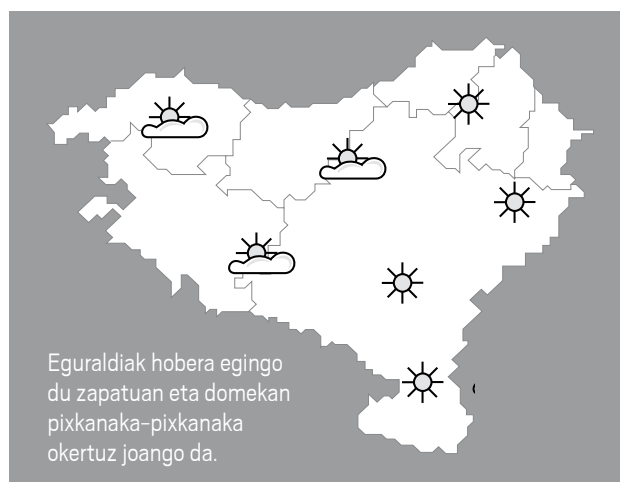 Eguraldiak hobera egingo
du zapatuan eta domekan
pixkanaka-pixkanaka
okertuz joango da.